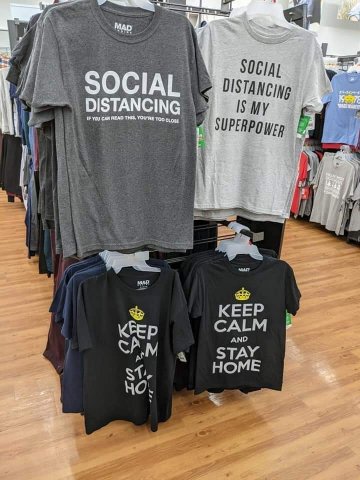 MAD
SOCIAL
DISTANCING
IF YOU CAN READ THIS, YOU'RE TOO CLOSE
SOCIAL
DISTANCING
IS MY
SUPERPOWER
MAD
KEEP
CALM
AND
STAY
HOME
KEEP
CALM
AND
STAY
HOME